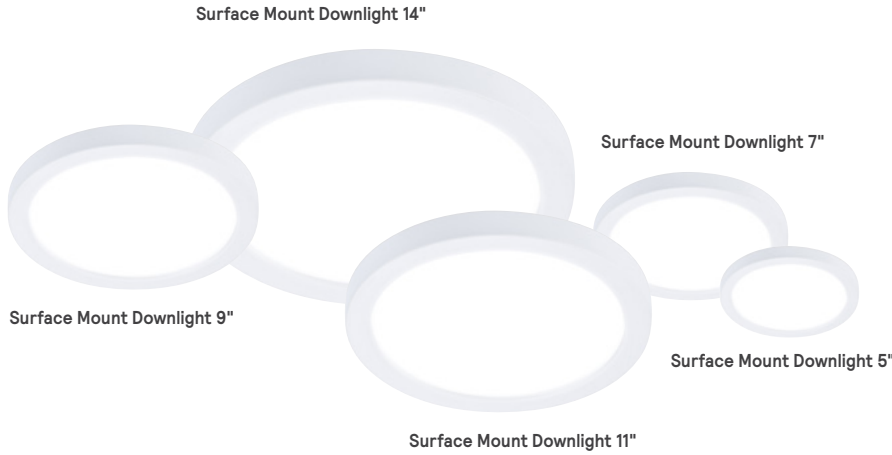 Surface Mount Downlight 14"
Surface Mount Downlight 7"
Surface Mount Downlight 9"
Surface Mount Downlight 5"
Surface Mount Downlight 11"